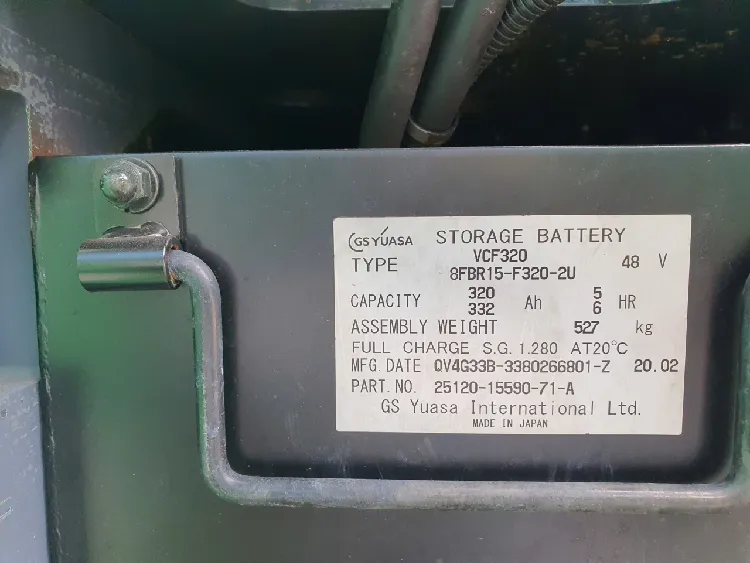 GS YUASA STORAGE BATTERY
TYPE VCF320 48 V
8FBR15-F320-2U
CAPACITY 320 Ah 5 HR
332 6
ASSEMBLY WEIGHT 527 kg
FULL CHARGE S.G. 1.280 AT20℃
MFG. DATE QV4G33B-3380266801-Z 20.02
PART. NO. 25120-15590-71-A
GS Yuasa International Ltd.
MADE IN JAPAN